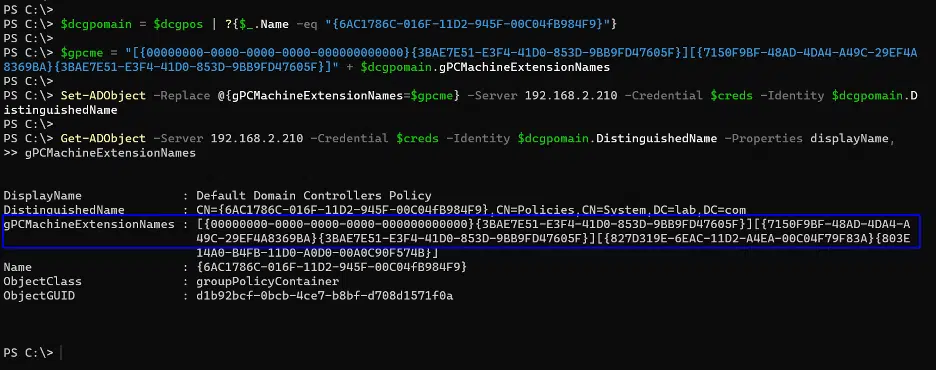 PS C:\>
PS C:\> $dcgpomain = $dcgpos | ?{$_.Name -eq "{6AC1786C-016F-11D2-945F-00C04fB984F9}"}
PS C:\>
PS C:\> $gpcme = "[{00000000-0000-0000-0000-000000000000}{3BAE7E51-E3F4-41D0-853D-9BB9FD47605F}][{7150F9BF-48AD-4DA4-A49C-29EF4A
8369BA}{3BAE7E51-E3F4-41D0-853D-9BB9FD47605F}]" + $dcgpomain.gPCMachineExtensionNames
PS C:\>
PS C:\> Set-ADObject -Replace @{gPCMachineExtensionNames=$gpcme} -Server 192.168.2.210 -Credential $creds -Identity $dcgpomain.D
istinguishedName
PS C:\>
PS C:\> Get-ADObject -Server 192.168.2.210 -Credential $creds -Identity $dcgpomain.DistinguishedName -Properties displayName,
>> gPCMachineExtensionNames
DisplayName : Default Domain Controllers Policy
DistinguishedName : CN={6AC1786C-016F-11D2-945F-00C04fB984F9},CN=Policies,CN=System,DC=lab,DC=com
gPCMachineExtensionNames : [{00000000-0000-0000-0000-000000000000}{3BAE7E51-E3F4-41D0-853D-9BB9FD47605F}][{7150F9BF-48AD-4DA4-A
49C-29EF4A8369BA}{3BAE7E51-E3F4-41D0-853D-9BB9FD47605F}][{827D319E-6EAC-11D2-A4EA-00C04F79F83A}{803E
14A0-B4FB-11D0-A0D0-00A0C90F574B}]
Name : {6AC1786C-016F-11D2-945F-00C04fB984F9}
ObjectClass : groupPolicyContainer
ObjectGUID : d1b92bcf-0bcb-4ce7-b8bf-d708d1571f0a
PS C:\>